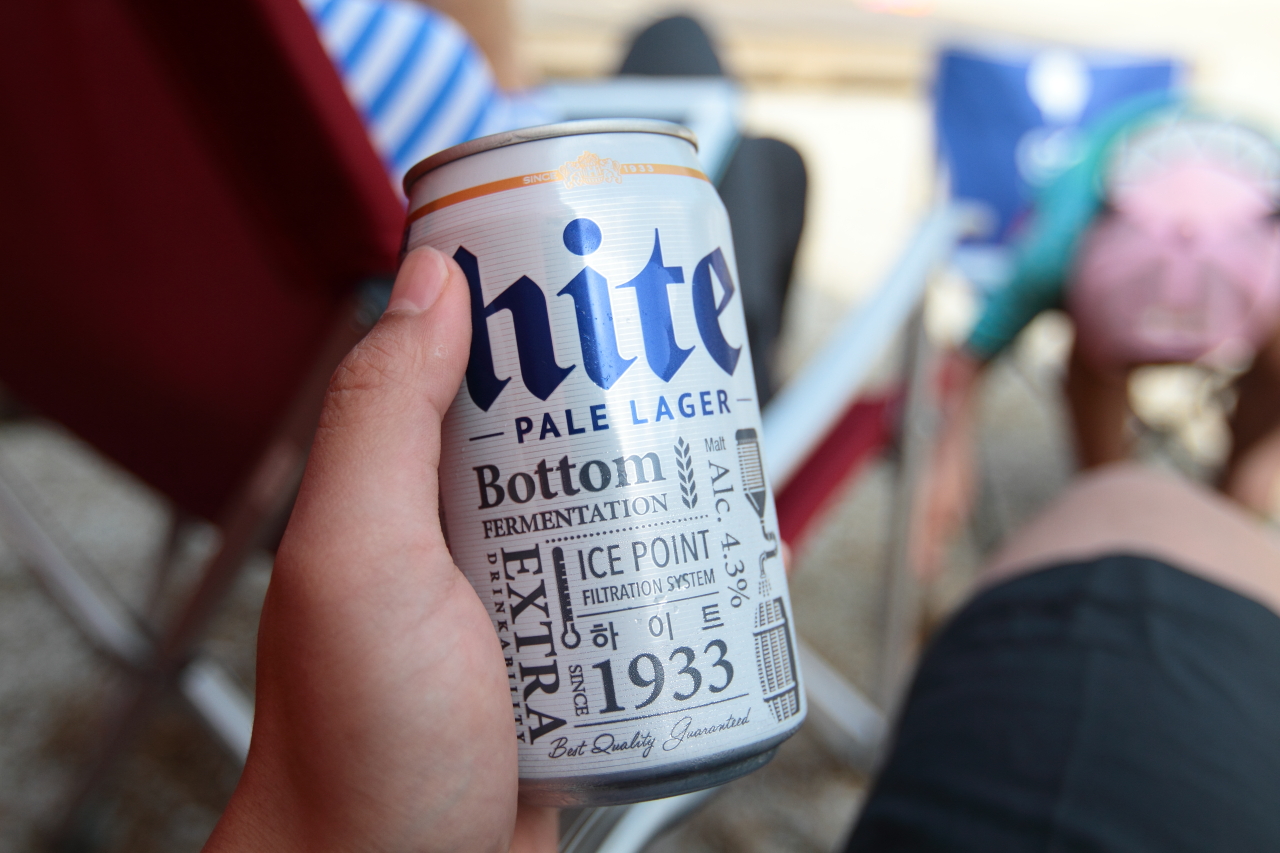 SINCE 1933
hite
PALE LAGER
Bottom
FERMENTATION
Malt
Alc. 4.3%
EXTRA
DRINKABILITY
ICE POINT
FILTRATION SYSTEM
하이트
SINCE 1933
Best Quality Guaranteed